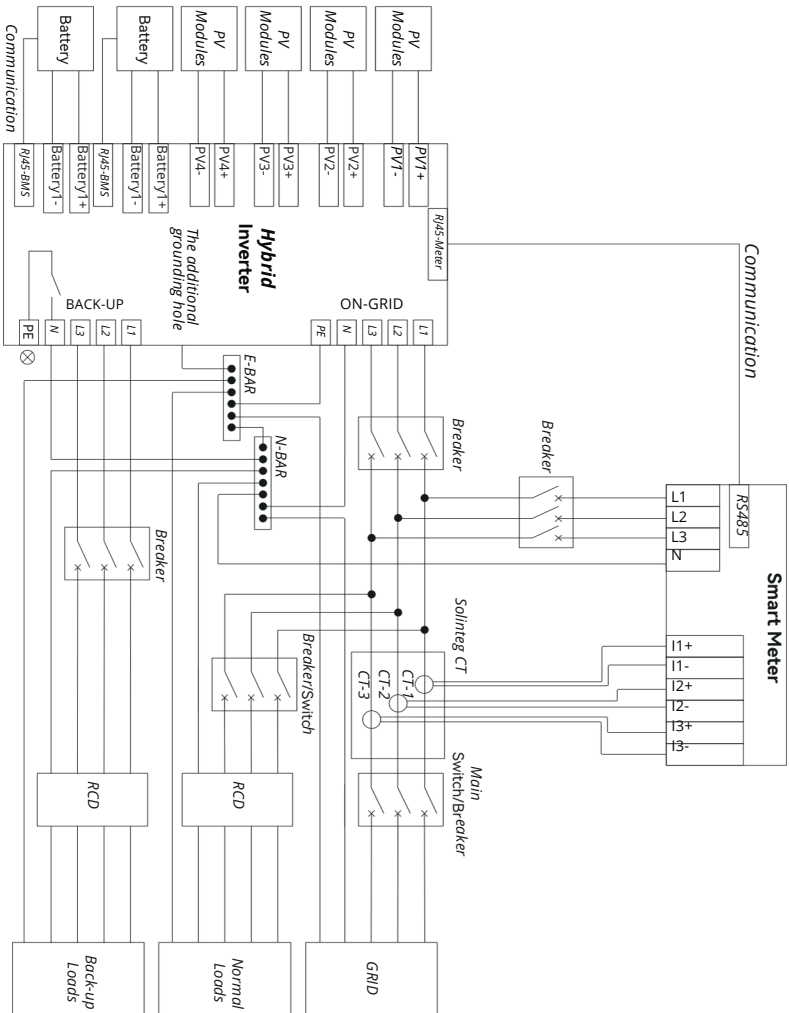 Communication
Battery
Battery
PV
Modules
PV
Modules
PV
Modules
PV
Modules
RJ45-BMS
Battery1-
Battery1+
RJ45-BMS
Battery1-
Battery1+
PV4-
PV4+
PV3-
PV3+
PV2-
PV2+
PV1-
PV1+
RJ45-Meter
Hybrid
Inverter
The additional
grounding hole
BACK-UP
ON-GRID
PE
N
L3
L2
L1
PE
N
L3
L2
L1
Communication
Smart Meter
RS485
L1
L2
L3
N
I1+
I1-
I2+
I2-
I3+
I3-
E-BAR
N-BAR
Breaker
Breaker
Breaker
Breaker/Switch
Solinteg CT
CT-1
CT-2
CT-3
Main
Switch/Breaker
RCD
RCD
Back-up
Loads
Normal
Loads
GRID